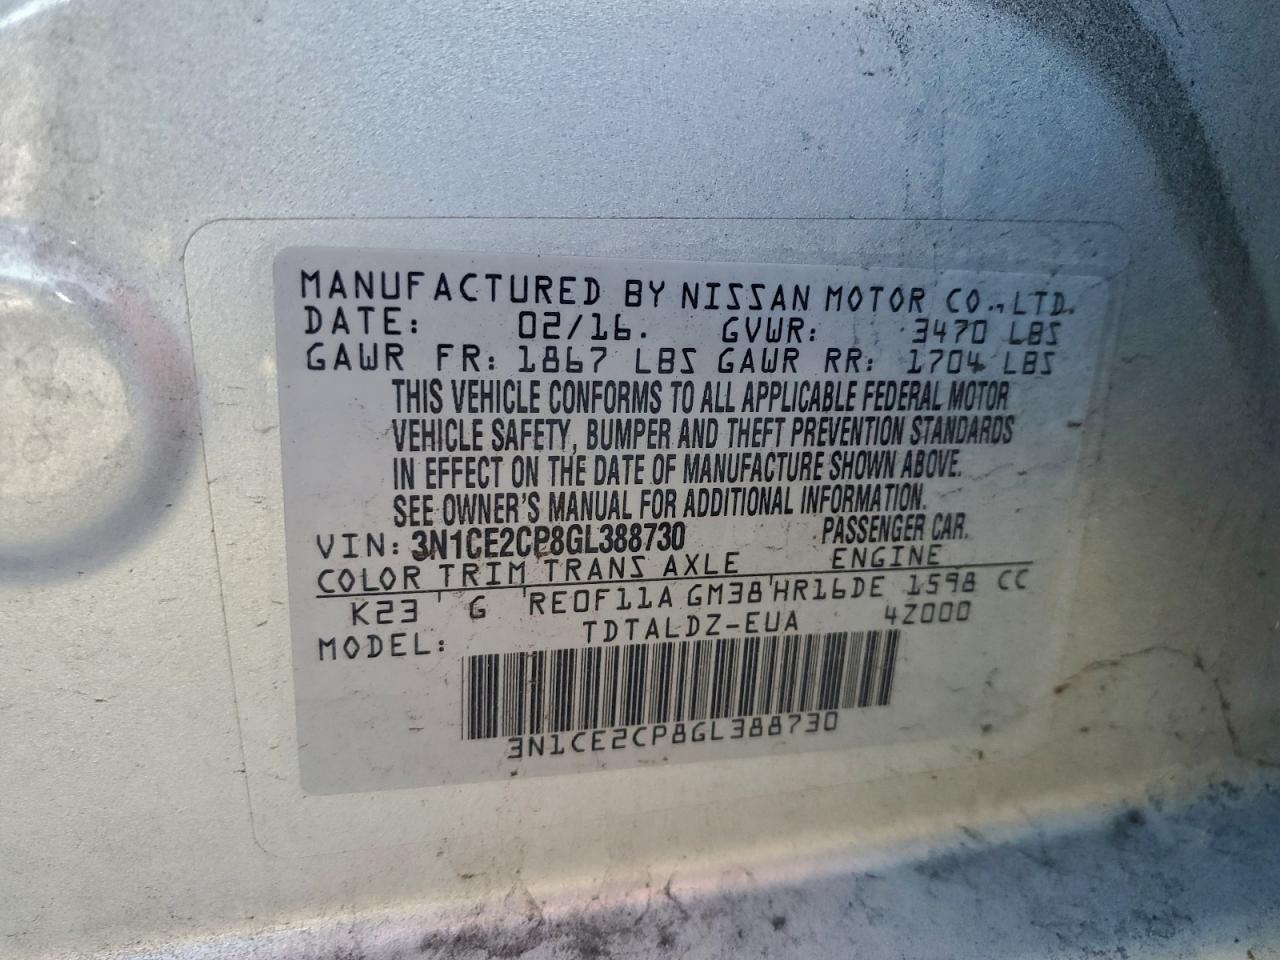 MANUFACTURED BY NISSAN MOTOR CO., LTD.
DATE: 02/16. GVWR: 3470 LBS
GAWR FR: 1867 LBS GAWR RR: 1704 LBS
THIS VEHICLE CONFORMS TO ALL APPLICABLE FEDERAL MOTOR
VEHICLE SAFETY, BUMPER AND THEFT PREVENTION STANDARDS
IN EFFECT ON THE DATE OF MANUFACTURE SHOWN ABOVE.
SEE OWNER'S MANUAL FOR ADDITIONAL INFORMATION.
VIN: 3N1CE2CP8GL388730 PASSENGER CAR.
COLOR TRIM TRANS AXLE ENGINE
K23 G RE0F11A GM38 HR16DE 1598 CC
MODEL: TDTALDZ-EUA 4Z000
3N1CE2CP8GL388730